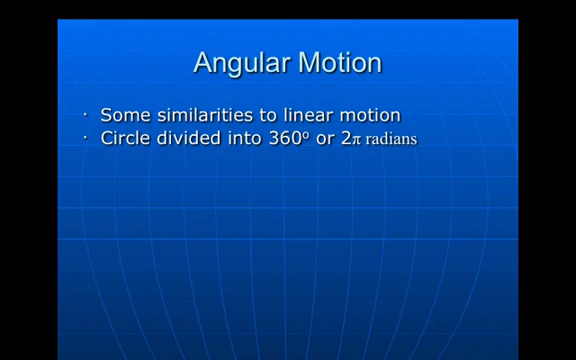 Angular Motion
· Some similarities to linear motion
· Circle divided into 360º or 2π radians